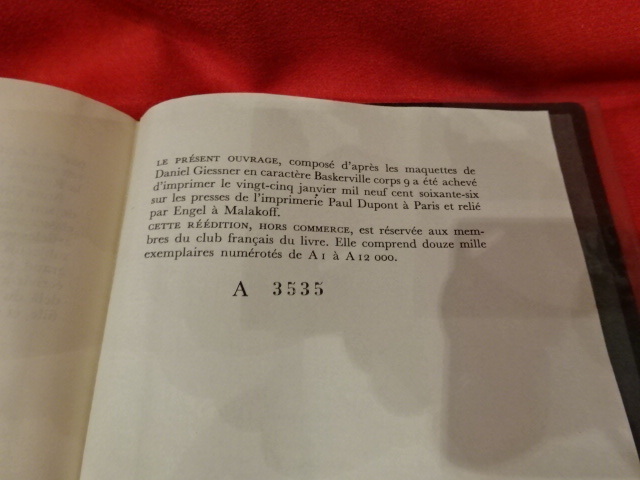 LE PRÉSENT OUVRAGE, composé d'après les maquettes de
Daniel Giessner en caractère Baskerville corps 9 a été achevé
d'imprimer le vingt-cinq janvier mil neuf cent soixante-six
sur les presses de l'imprimerie Paul Dupont à Paris et relié
par Engel à Malakoff.
CETTE RÉÉDITION, HORS COMMERCE, est réservée aux mem-
bres du club français du livre. Elle comprend douze mille
exemplaires numérotés de A 1 à A 12 000.
A 3535